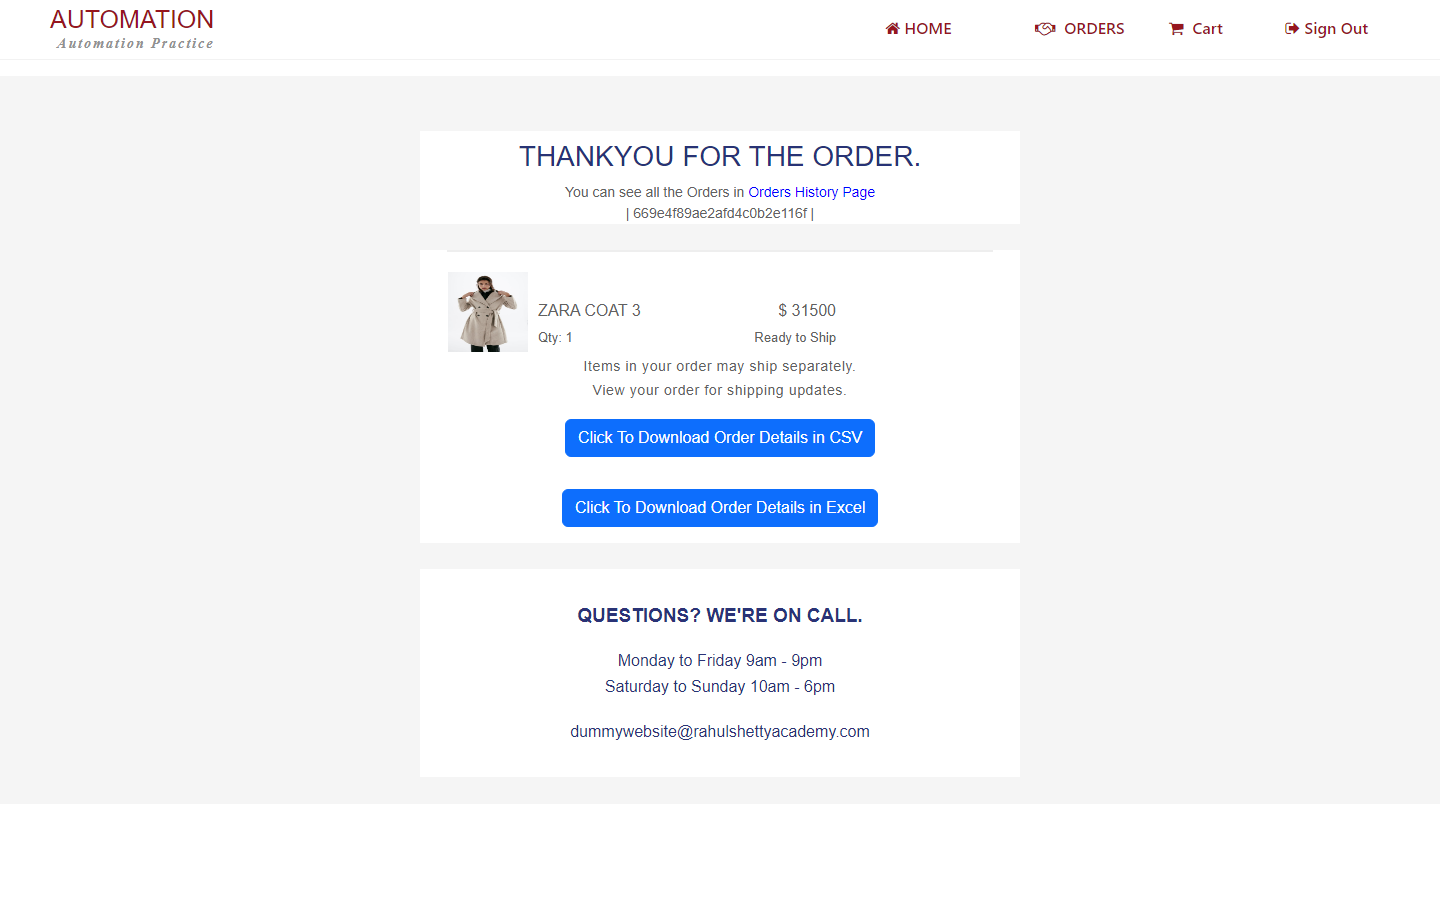 AUTOMATION
Automation Practice
HOME
ORDERS
Cart
Sign Out
THANKYOU FOR THE ORDER.
You can see all the Orders in Orders History Page
| 669e4f89ae2afd4c0b2e116f |
ZARA COAT 3
$ 31500
Qty: 1
Ready to Ship
Items in your order may ship separately.
View your order for shipping updates.
Click To Download Order Details in CSV
Click To Download Order Details in Excel
QUESTIONS? WE'RE ON CALL.
Monday to Friday 9am - 9pm
Saturday to Sunday 10am - 6pm
dummywebsite@rahulshettyacademy.com